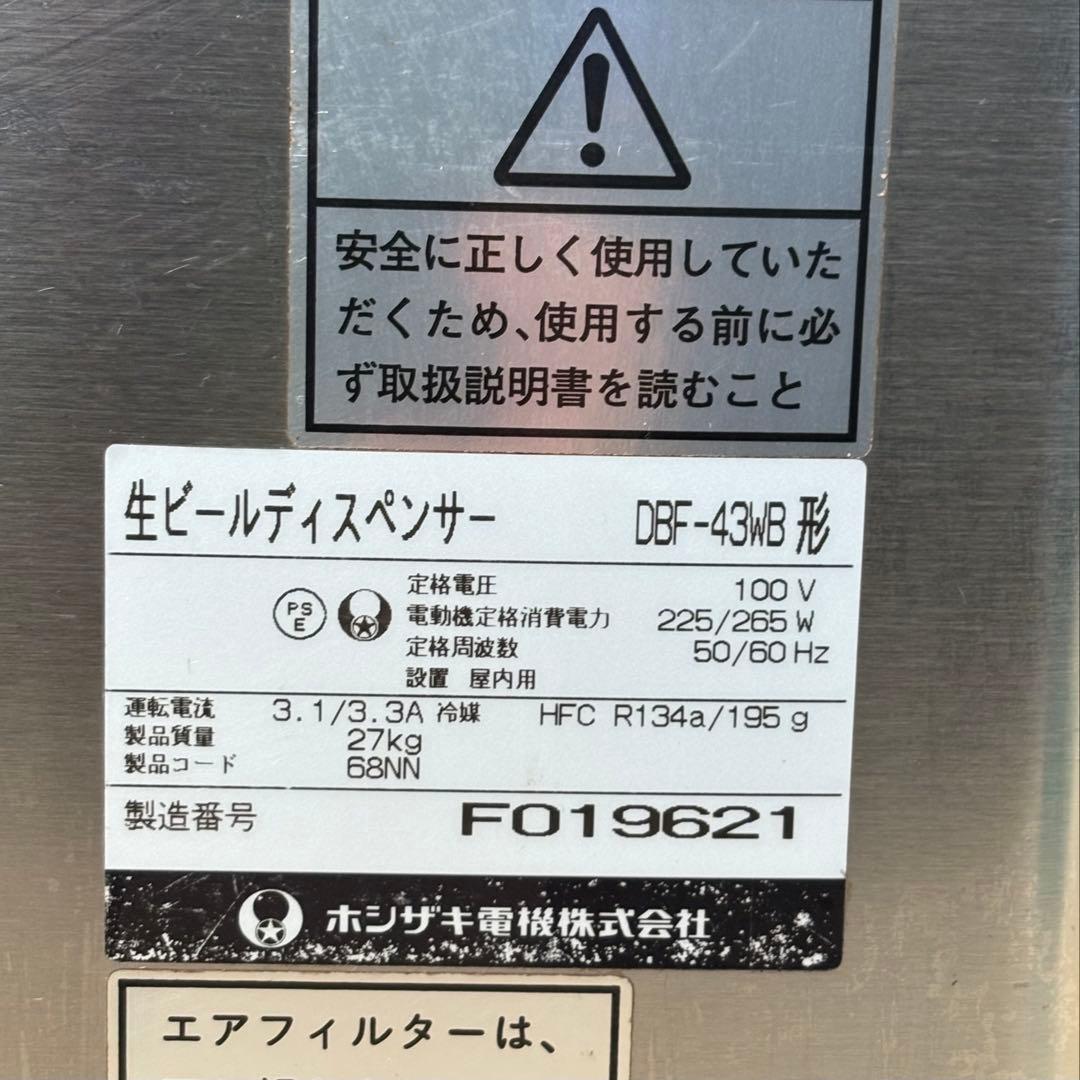 安全に正しく使用していた
だくため、使用する前に必
ず取扱説明書を読むこと
生ビールディスペンサー DBF-43WB 形
PS
E
定格電圧 100 V
電動機定格消費電力 225/265 W
定格周波数 50/60 Hz
設置 屋内用
運転電流 3.1/3.3A 冷媒 HFC R134a/195 g
製品質量 27kg
製品コード 68NN
製造番号 F019621
ホシザキ電機株式会社
エアフィルターは、